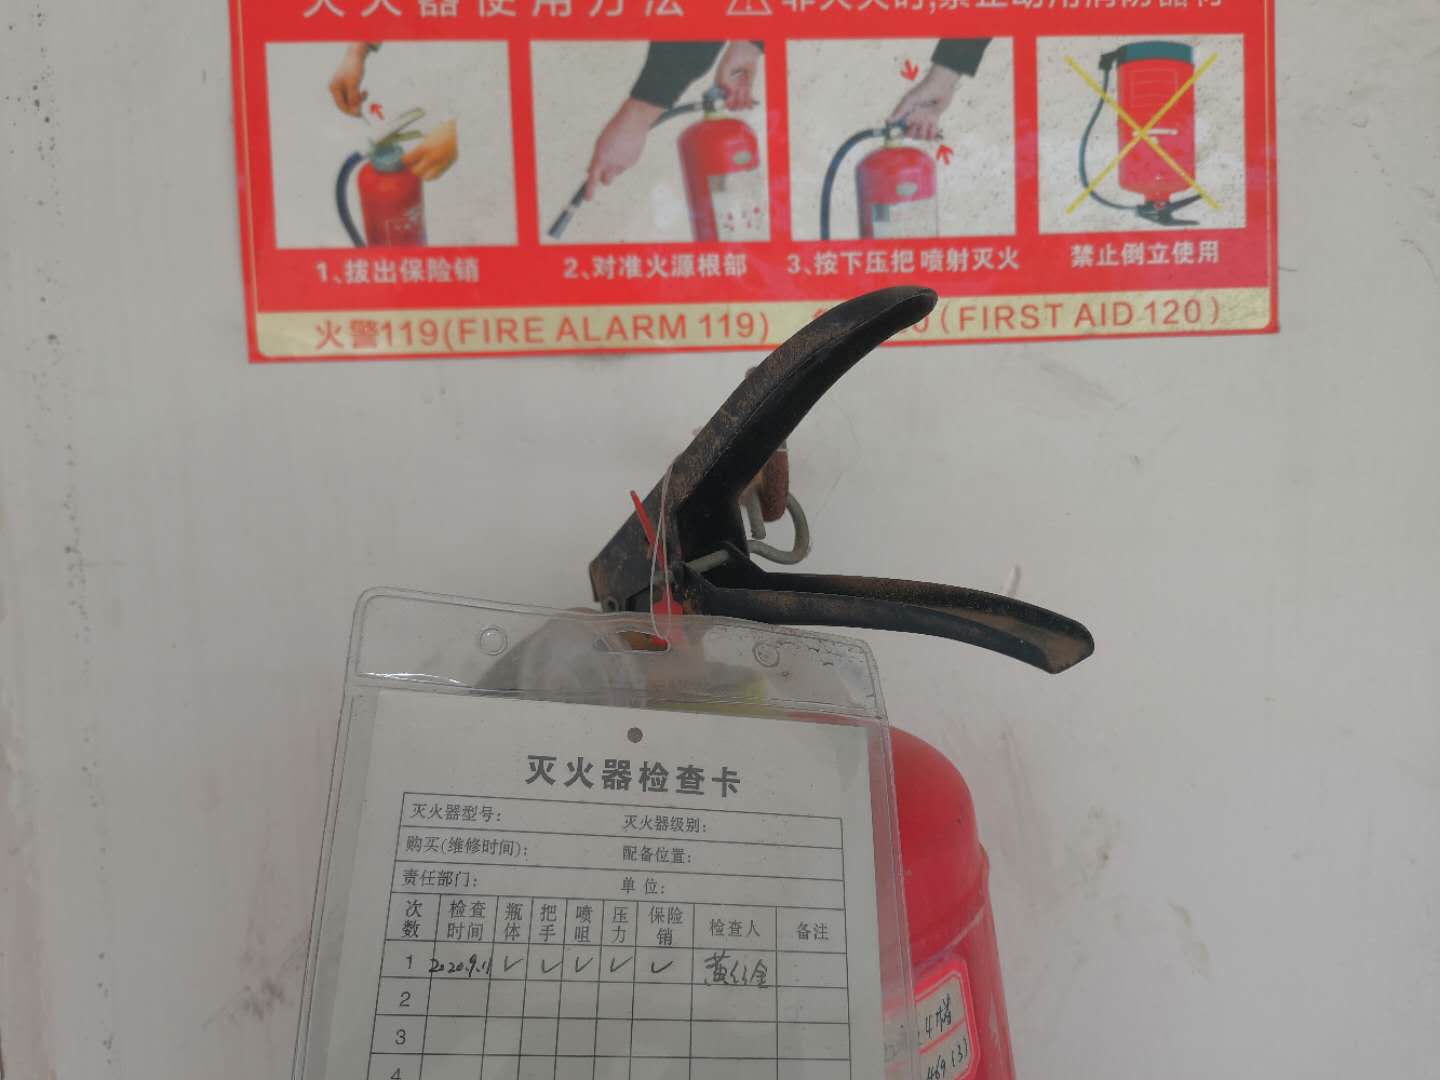 灭火器使用方法 非火灾时,禁止动用消防器材
1、拔出保险销 2、对准火源根部 3、按下压把 喷射灭火 禁止倒立使用
火警119(FIRE ALARM 119) (FIRST AID 120)
灭火器检查卡
灭火器型号: 灭火器级别:
购买(维修时间): 配备位置:
责任部门: 单位:
次数 检查时间 瓶体 把手 喷咀 压力 保险销 检查人 备注
1 2020.9.11 ✓ ✓ ✓ ✓ ✓
2
3
4
469(3)